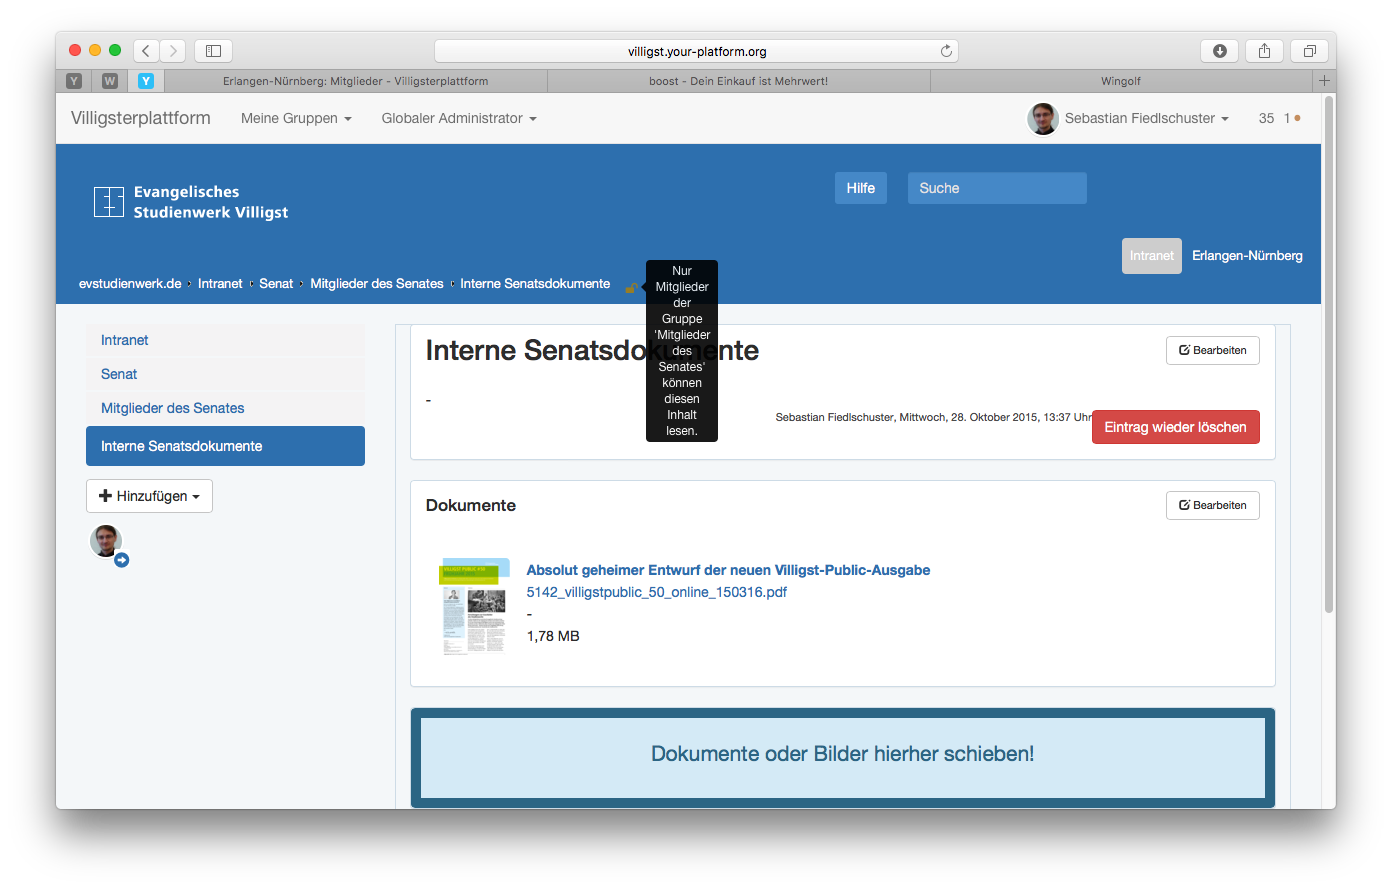 villigst.your-platform.org
Y
W
Y
Erlangen-Nürnberg: Mitglieder - Villigsterplattform
boost - Dein Einkauf ist Mehrwert!
Wingolf
Villigsterplattform
Meine Gruppen
Globaler Administrator
Sebastian Fiedlschuster
35
1
Evangelisches
Studienwerk Villigst
Hilfe
Suche
Intranet
Erlangen-Nürnberg
evstudienwerk.de › Intranet › Senat › Mitglieder des Senates › Interne Senatsdokumente
Nur
Mitglieder
der
Gruppe
'Mitglieder
des
Senates'
können
diesen
Inhalt
lesen.
Intranet
Senat
Mitglieder des Senates
Interne Senatsdokumente
Hinzufügen
Interne Senatsdokumente
Bearbeiten
-
Sebastian Fiedlschuster, Mittwoch, 28. Oktober 2015, 13:37 Uhr
Eintrag wieder löschen
Dokumente
Bearbeiten
Absolut geheimer Entwurf der neuen Villigst-Public-Ausgabe
5142_villigstpublic_50_online_150316.pdf
-
1,78 MB
Dokumente oder Bilder hierher schieben!